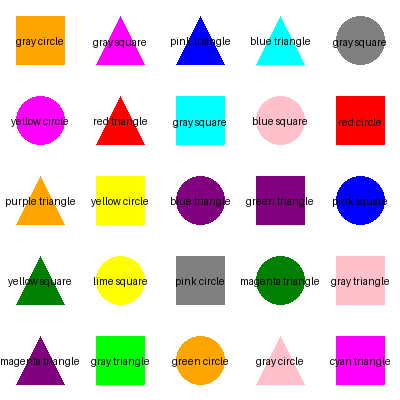 gray circle
gray square
pink triangle
blue triangle
gray square
yellow circle
red triangle
gray square
blue square
red circle
purple triangle
yellow circle
blue triangle
green triangle
pink square
yellow square
lime square
pink circle
magenta triangle
gray triangle
magenta triangle
gray triangle
green circle
gray circle
cyan triangle